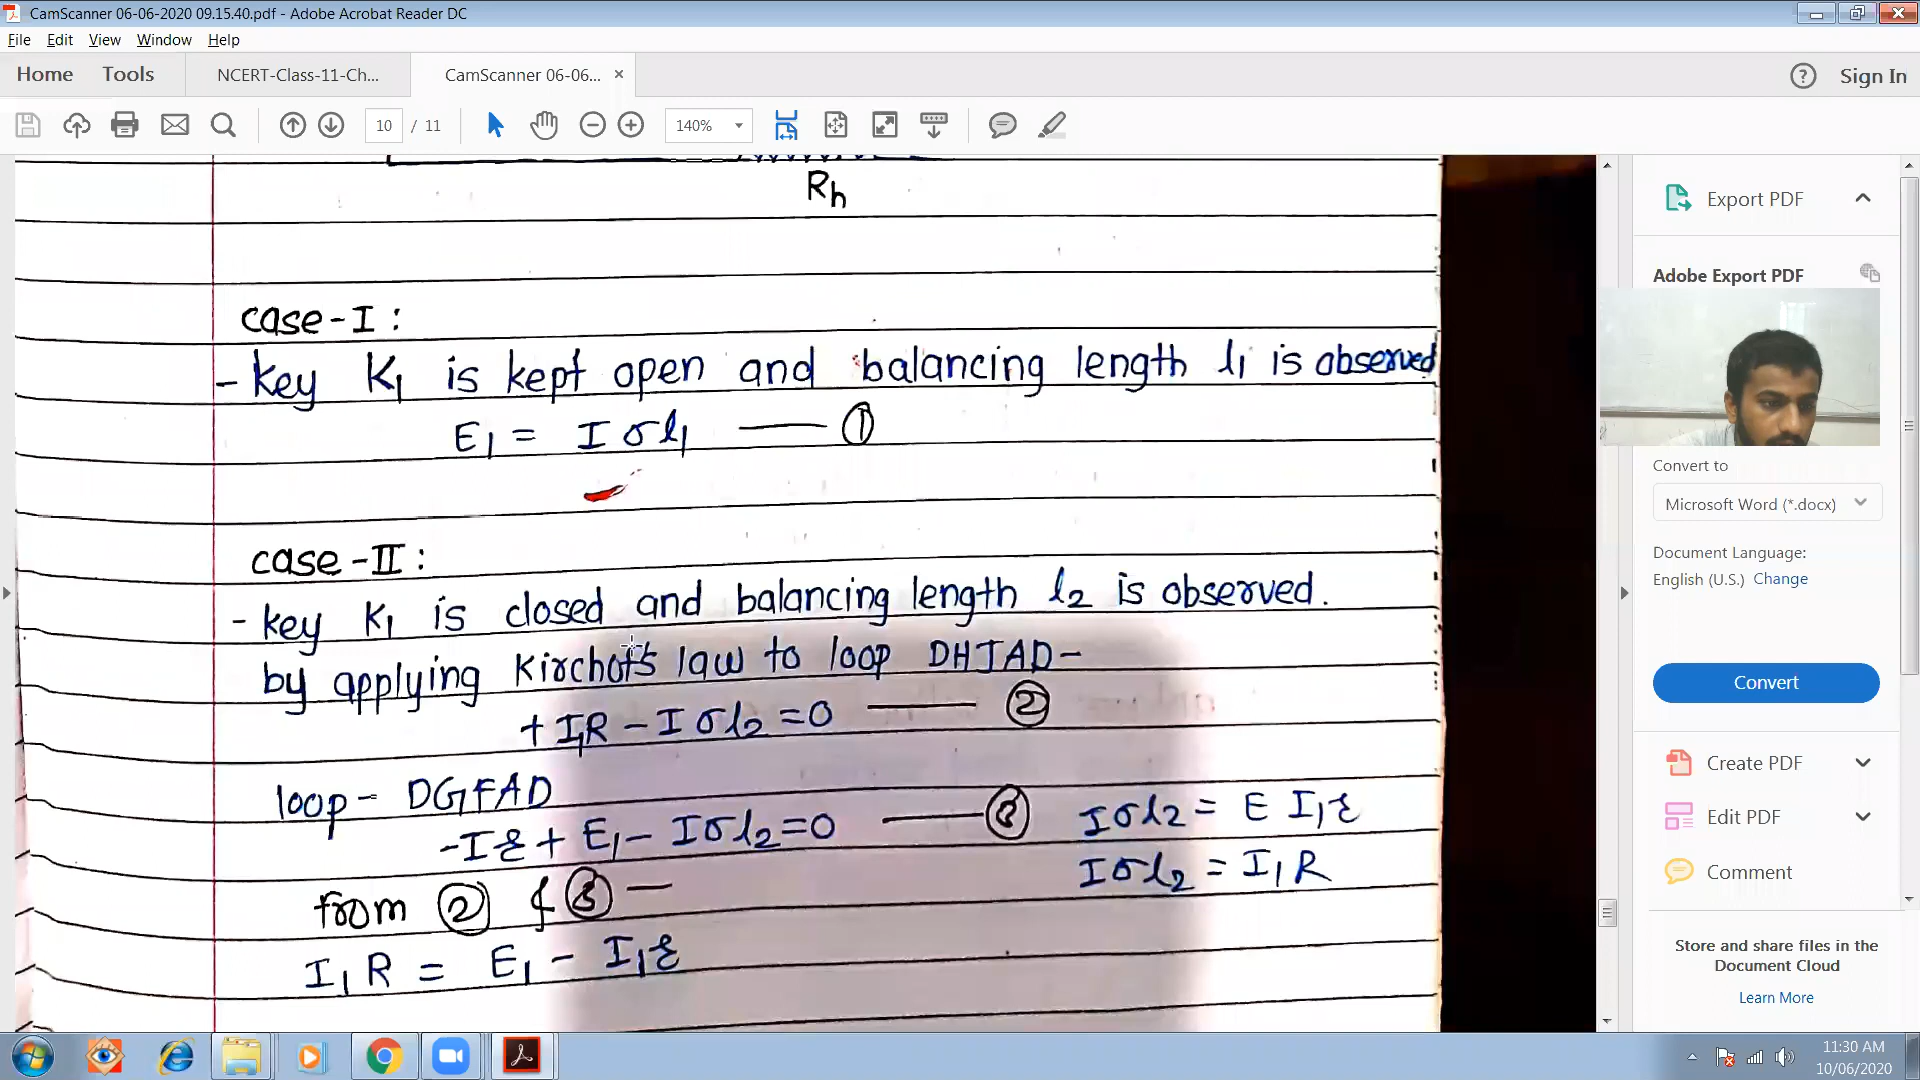 CamScanner 06-06-2020 09.15.40.pdf - Adobe Acrobat Reader DC
File Edit View Window Help
Home Tools NCERT-Class-11-Ch... CamScanner 06-06... × Sign In
10 / 11 140%
Rh
case-I :
- Key K1 is kept open and balancing length l1 is observed
E1 = I σ l1 —— ①
case-II :
- key K1 is closed and balancing length l2 is observed.
by applying Kirchof's law to loop DHJAD-
+ I1R - I σ l2 = 0 —— ②
loop- DGFAD
-Ir + E1 - Iσl2 = 0 —— ③
Iσl2 = E I1r
Iσl2 = I1R
from ② & ③ —
I1R = E1 - I1r
Export PDF
Adobe Export PDF
Convert to
Microsoft Word (*.docx)
Document Language:
English (U.S.) Change
Convert
Create PDF
Edit PDF
Comment
Store and share files in the
Document Cloud
Learn More
11:30 AM
10/06/2020